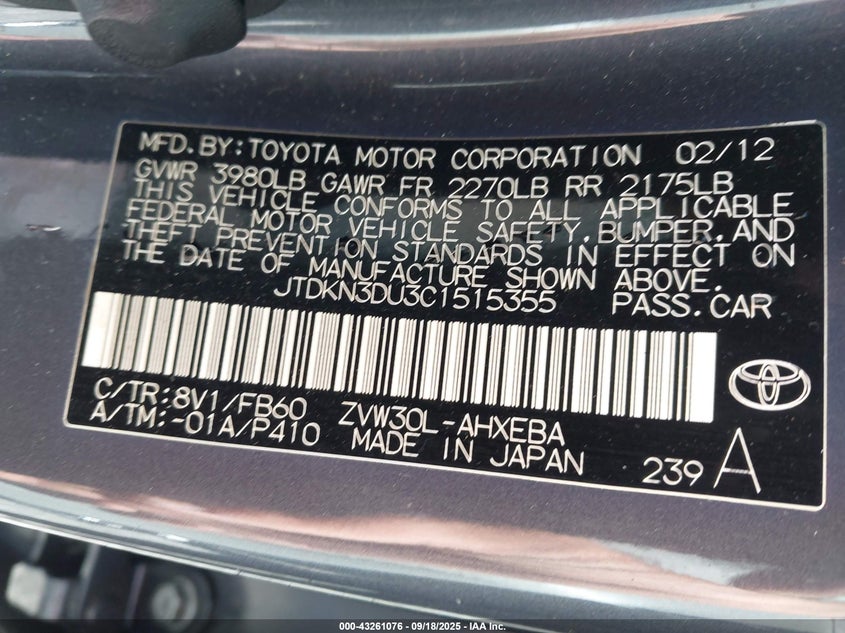 MFD. BY: TOYOTA MOTOR CORPORATION 02/12
GVWR 3980LB GAWR FR 2270LB RR 2175LB
THIS VEHICLE CONFORMS TO ALL APPLICABLE
FEDERAL MOTOR VEHICLE SAFETY, BUMPER, AND
THEFT PREVENTION STANDARDS IN EFFECT ON
THE DATE OF MANUFACTURE SHOWN ABOVE.
JTDKN3DU3C1515355 PASS. CAR
C/TR: 8V1/FB60 ZVW30L-AHXEBA
A/TM: -01A/P410 MADE IN JAPAN
239 A
000-43261076 - 09/18/2025 - IAA Inc.